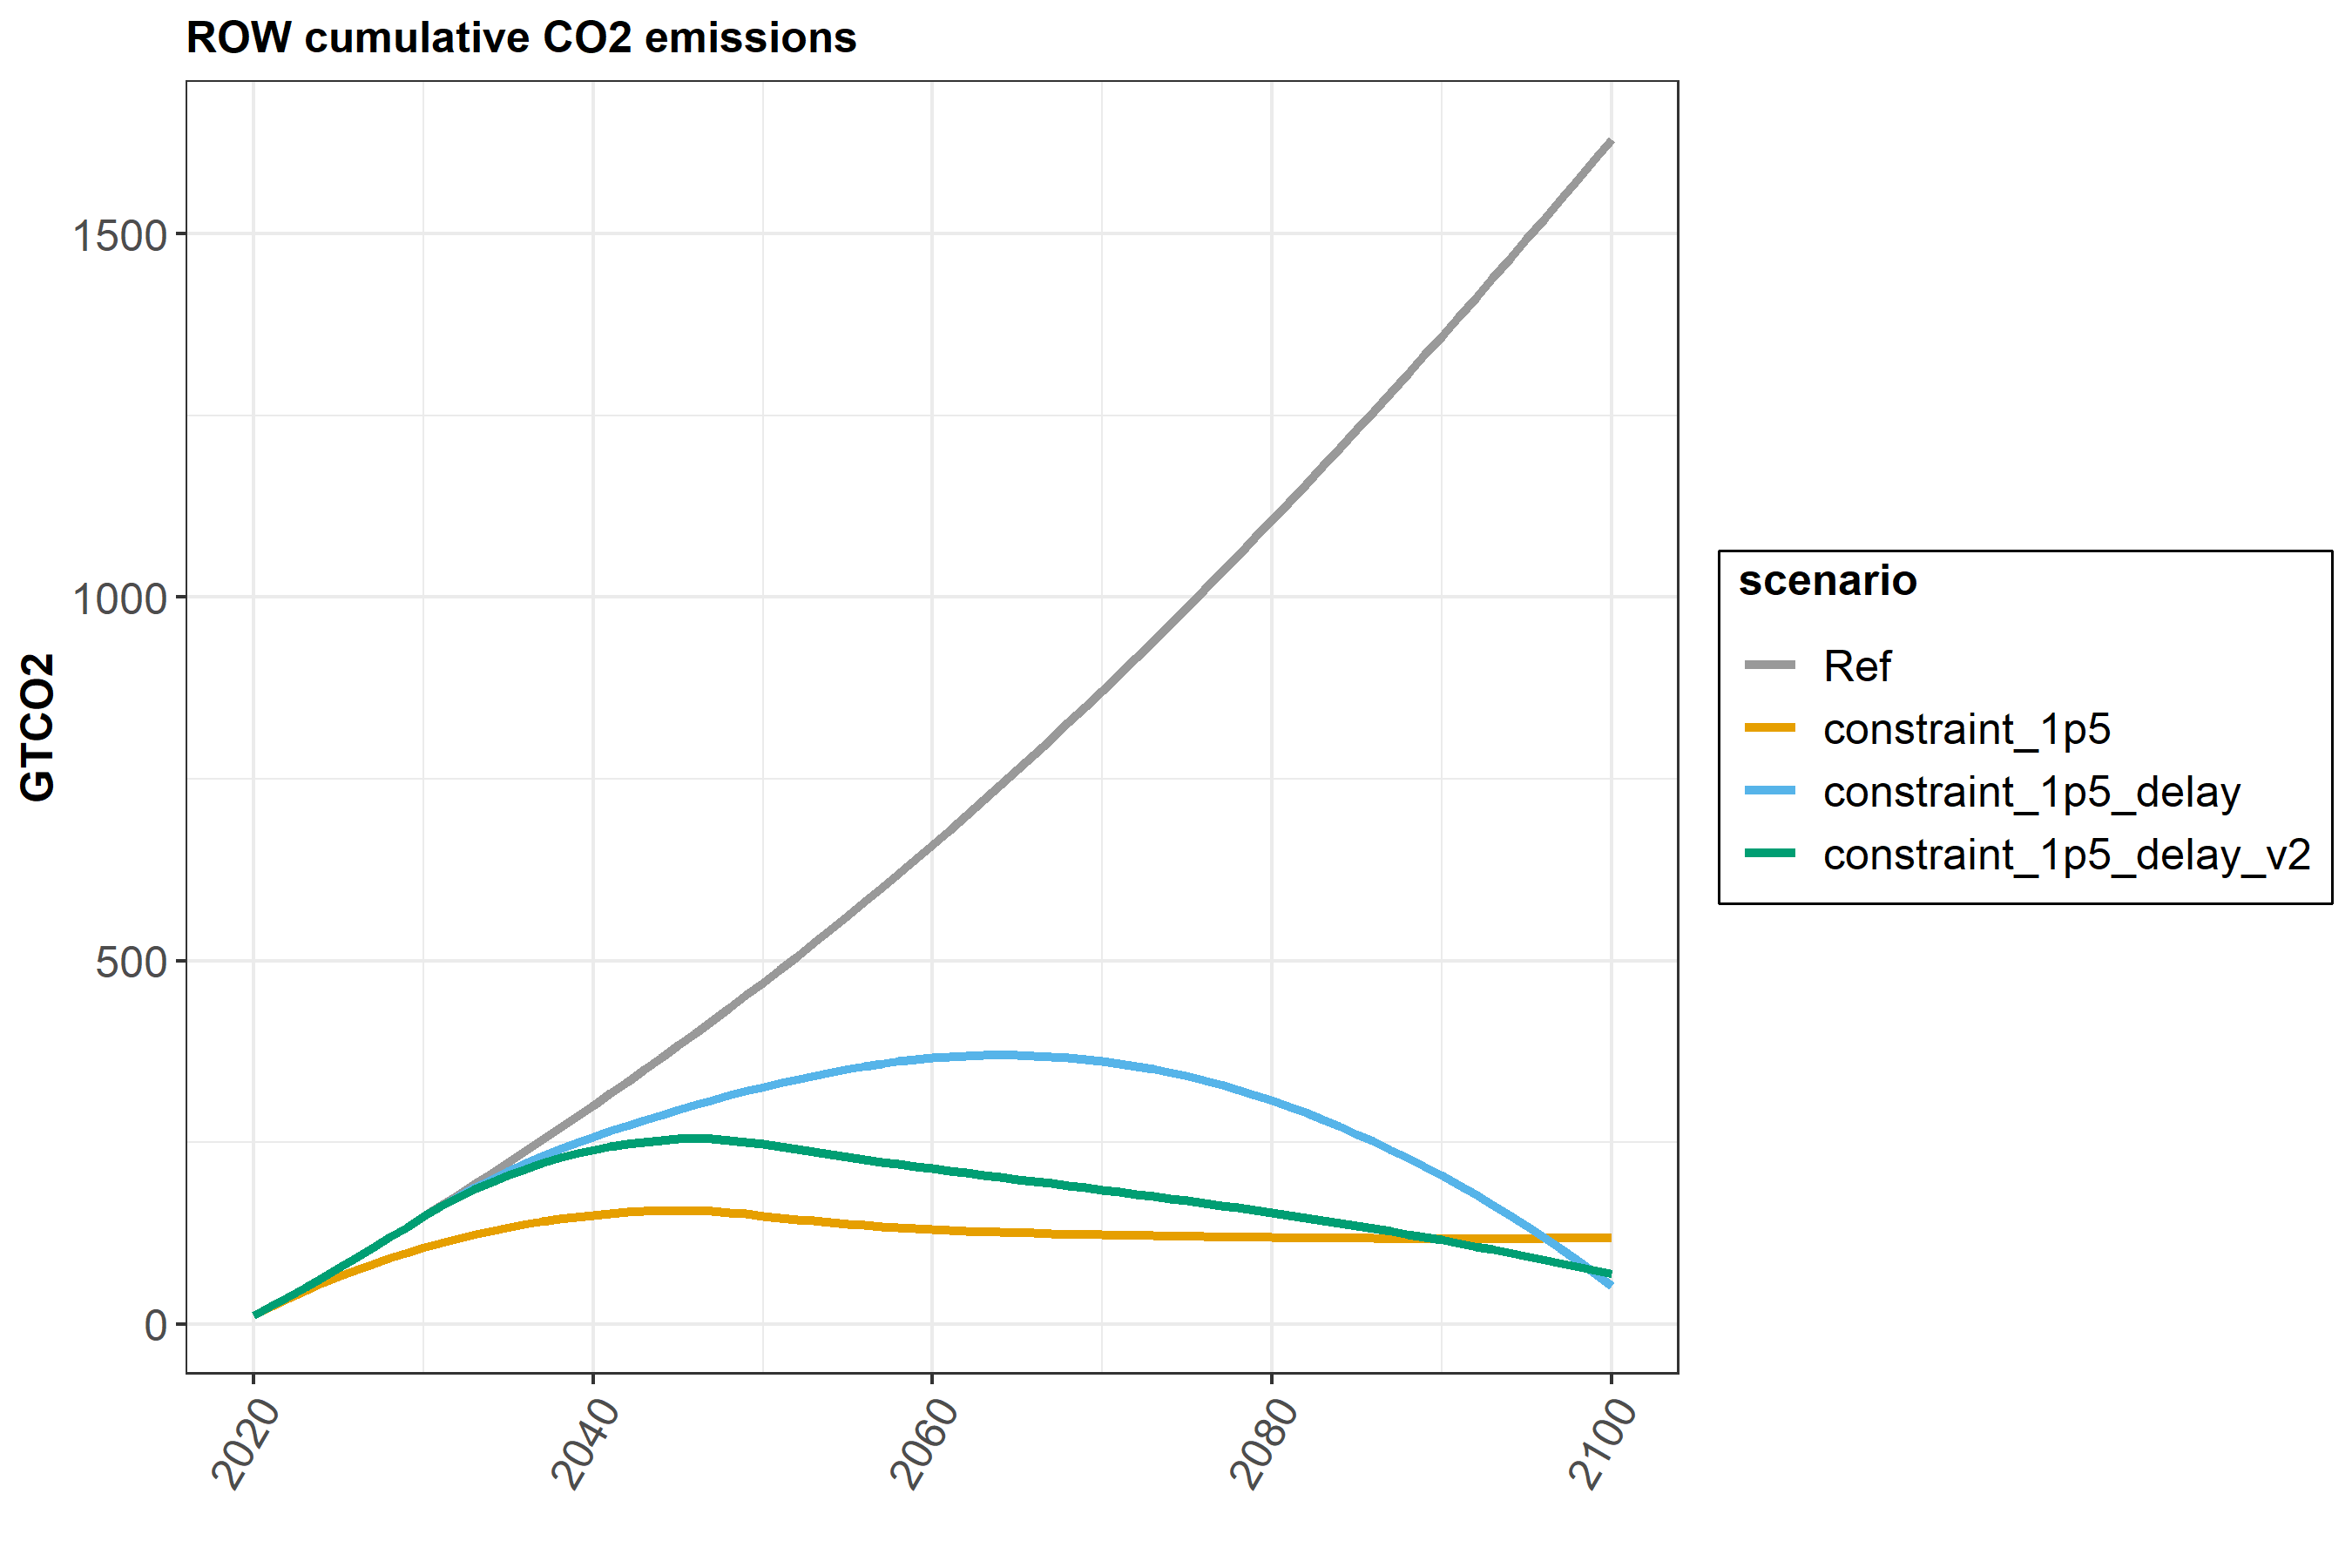 ROW cumulative CO2 emissions
GTCO2
1500
1000
500
0
2020
2040
2060
2080
2100
scenario
Ref
constraint_1p5
constraint_1p5_delay
constraint_1p5_delay_v2